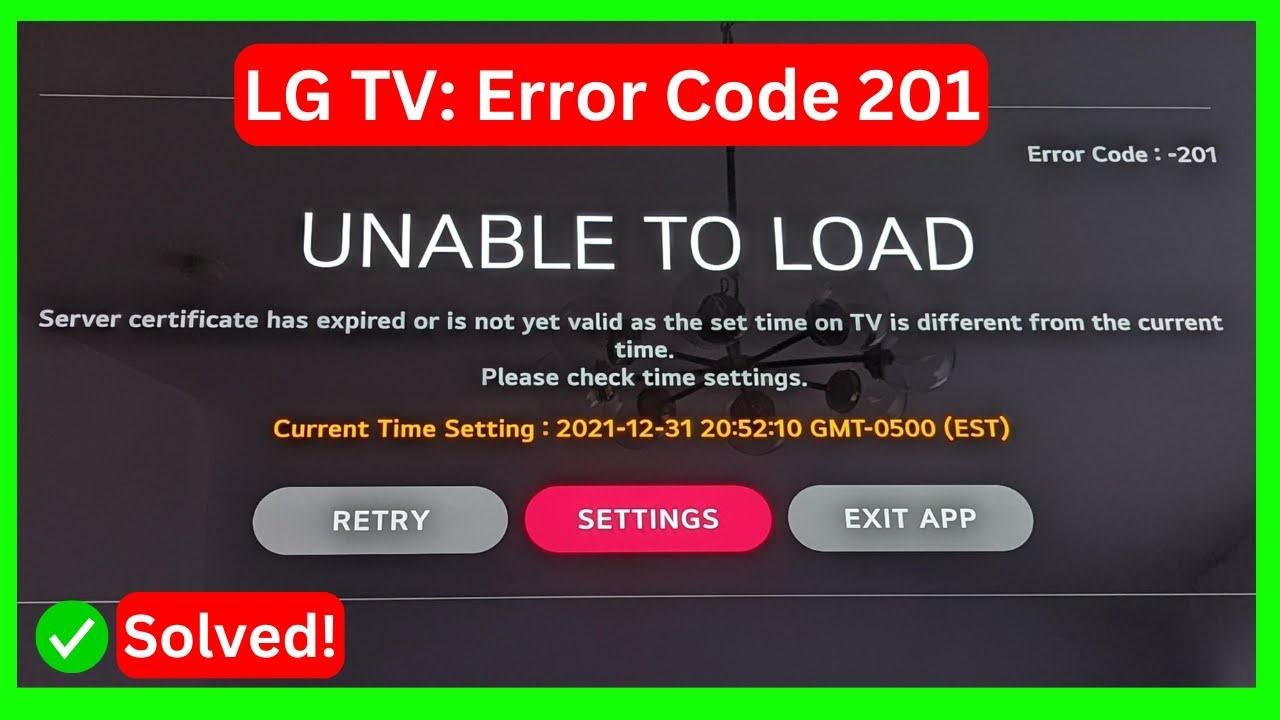 LG TV: Error Code 201
Error Code : -201
UNABLE TO LOAD
Server certificate has expired or is not yet valid as the set time on TV is different from the current
time.
Please check time settings.
Current Time Setting : 2021-12-31 20:52:10 GMT-0500 (EST)
RETRY
SETTINGS
EXIT APP
Solved!